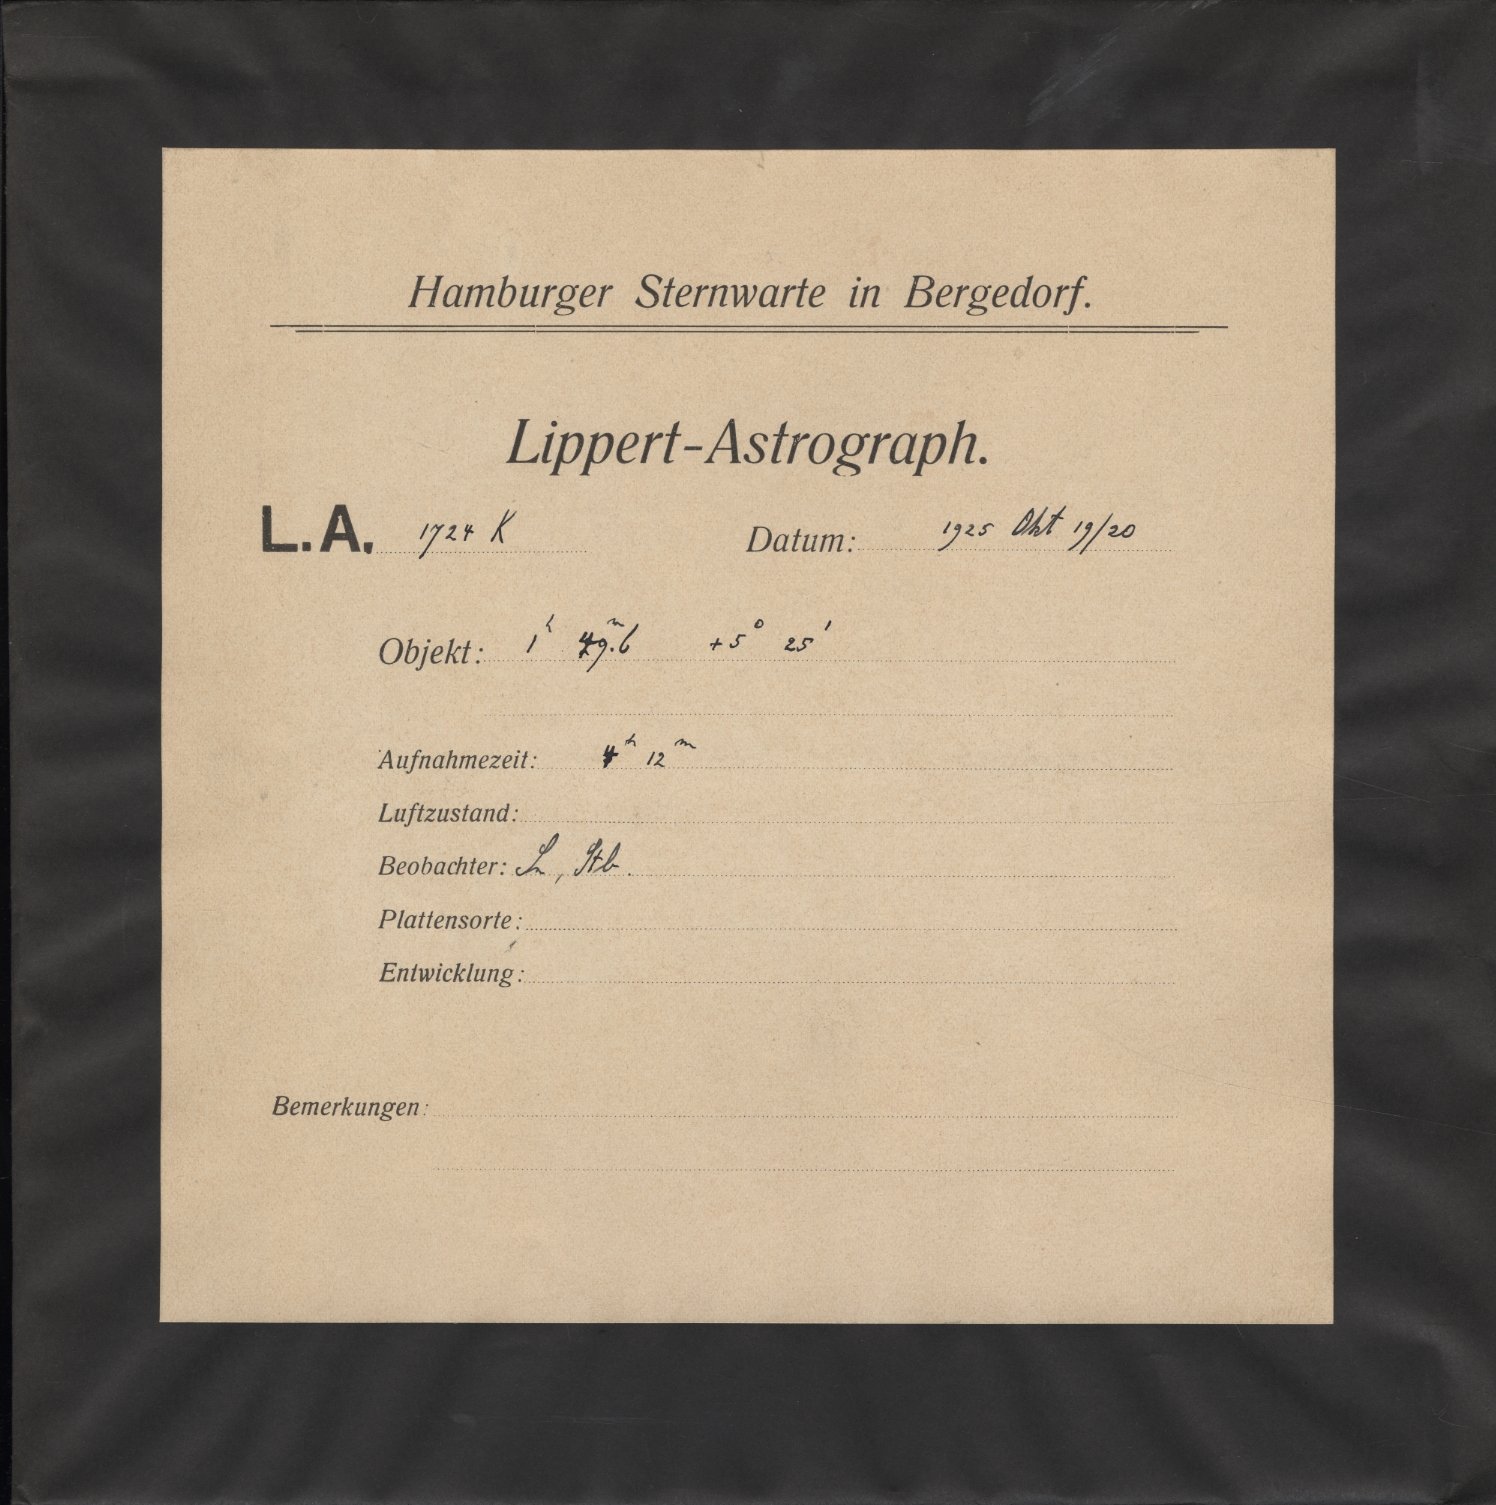 Hamburger Sternwarte in Bergedorf.
Lippert-Astrograph.
L.A. 1724 K Datum: 1925 Okt 19/20
Objekt: 1h 49m.6 +5° 25'
Aufnahmezeit: 4h 12m
Luftzustand:
Beobachter: Stb.
Plattensorte:
Entwicklung:
Bemerkungen: